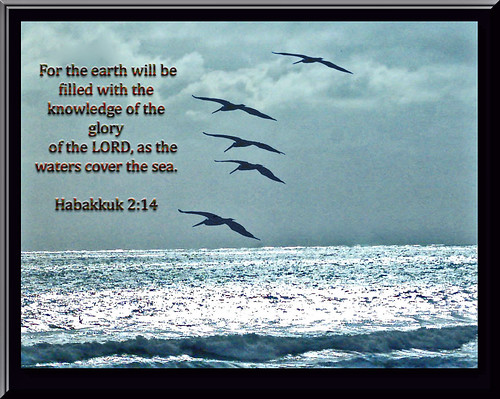 For the earth will be
filled with the
knowledge of the
glory
of the LORD, as the
waters cover the sea.
Habakkuk 2:14